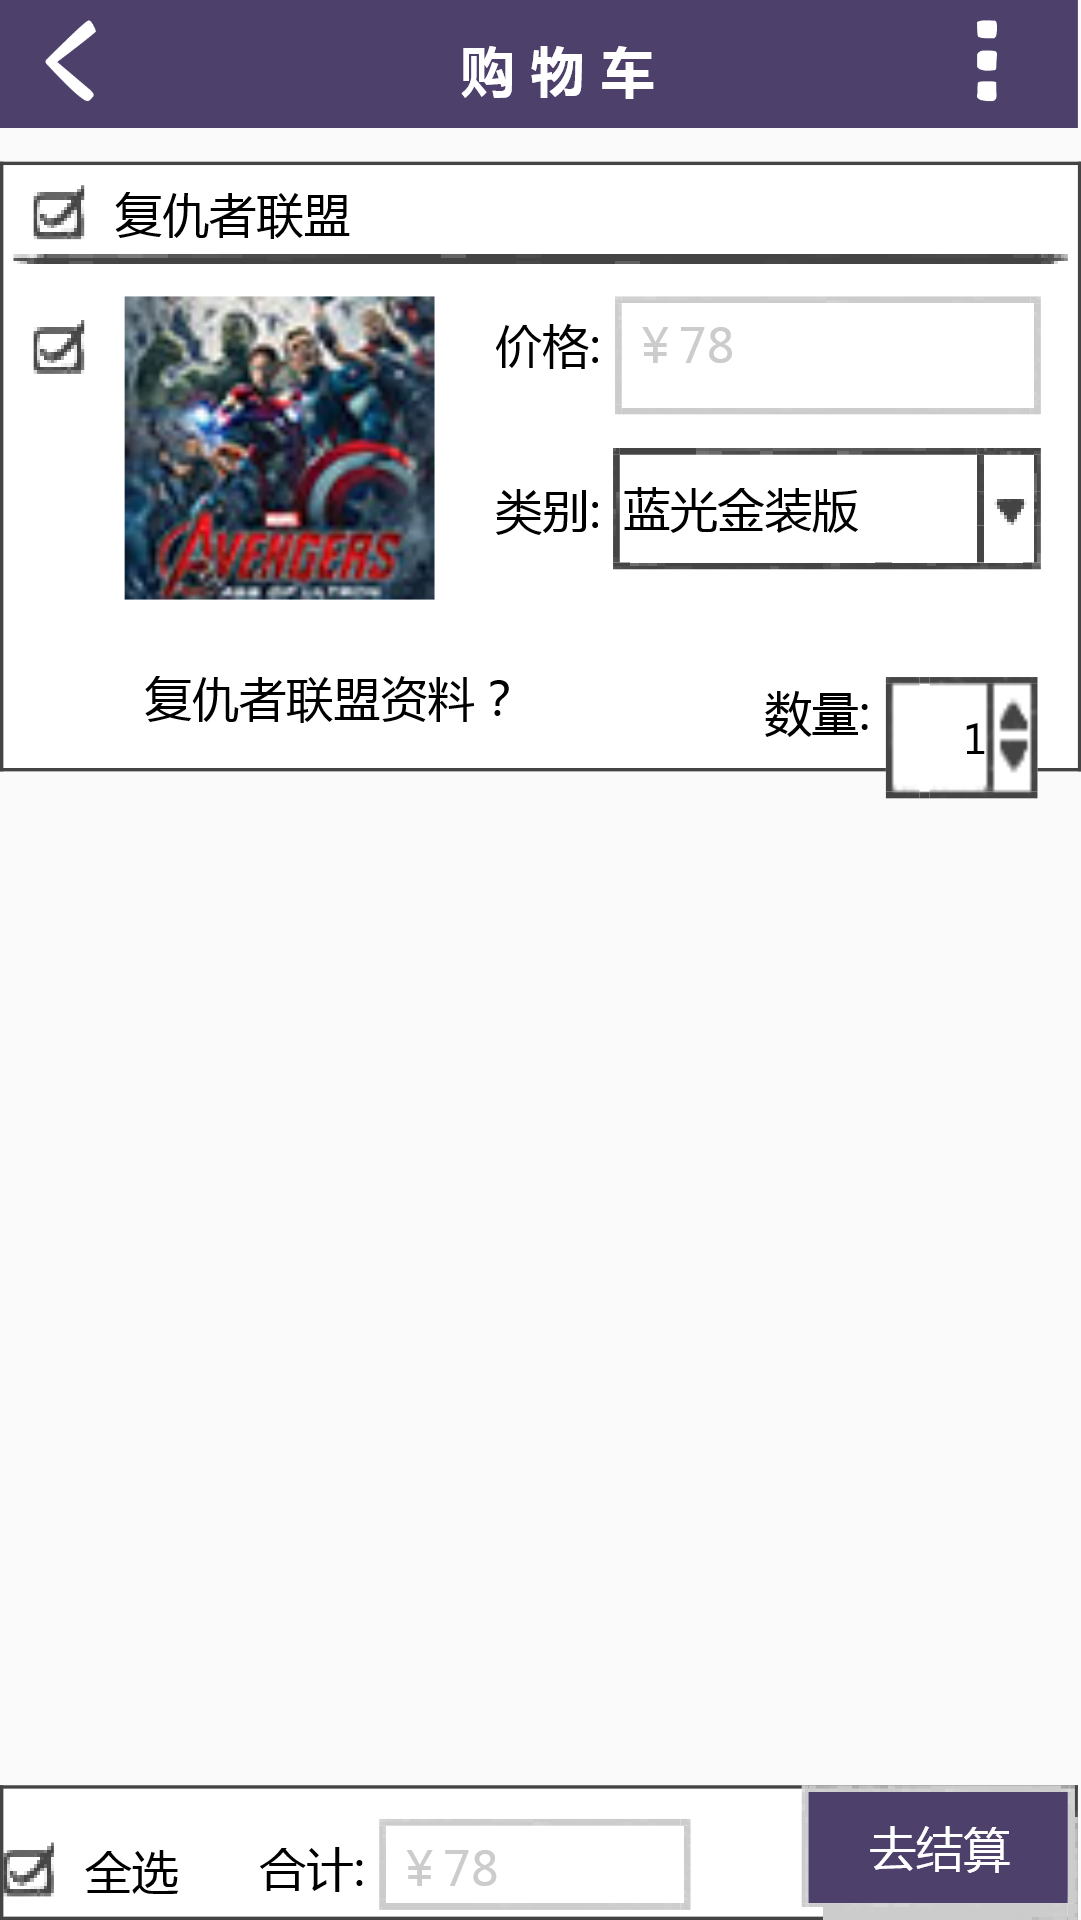 购物车
复仇者联盟
价格: ¥78
MARVEL
AVENGERS
AGE OF ULTRON
类别: 蓝光金装版
复仇者联盟资料？
数量: 1
全选 合计: ¥78 去结算